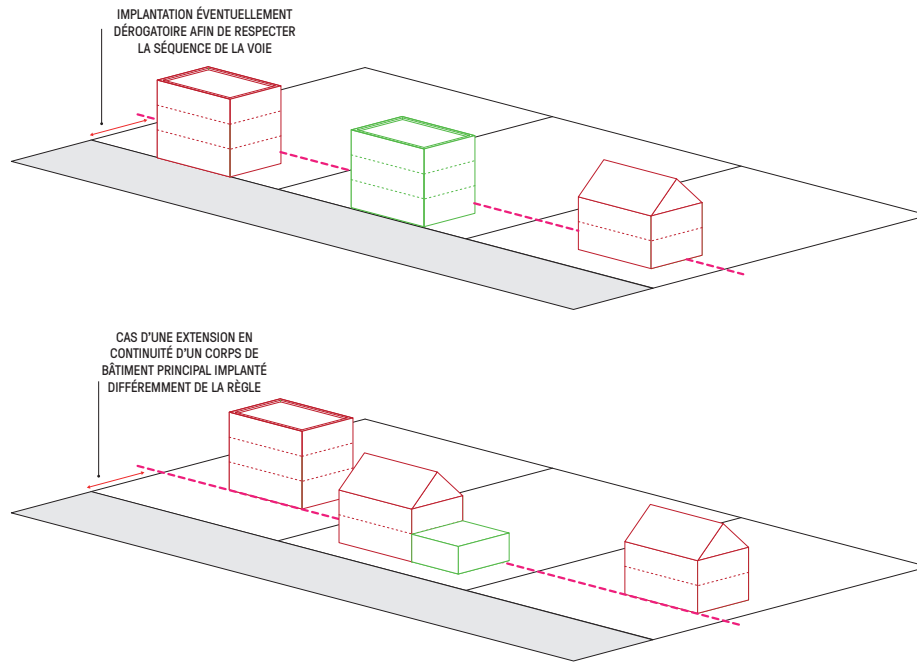 IMPLANTATION ÉVENTUELLEMENT
DÉROGATOIRE AFIN DE RESPECTER
LA SÉQUENCE DE LA VOIE
CAS D'UNE EXTENSION EN
CONTINUITÉ D'UN CORPS DE
BÂTIMENT PRINCIPAL IMPLANTÉ
DIFFÉREMMENT DE LA RÈGLE